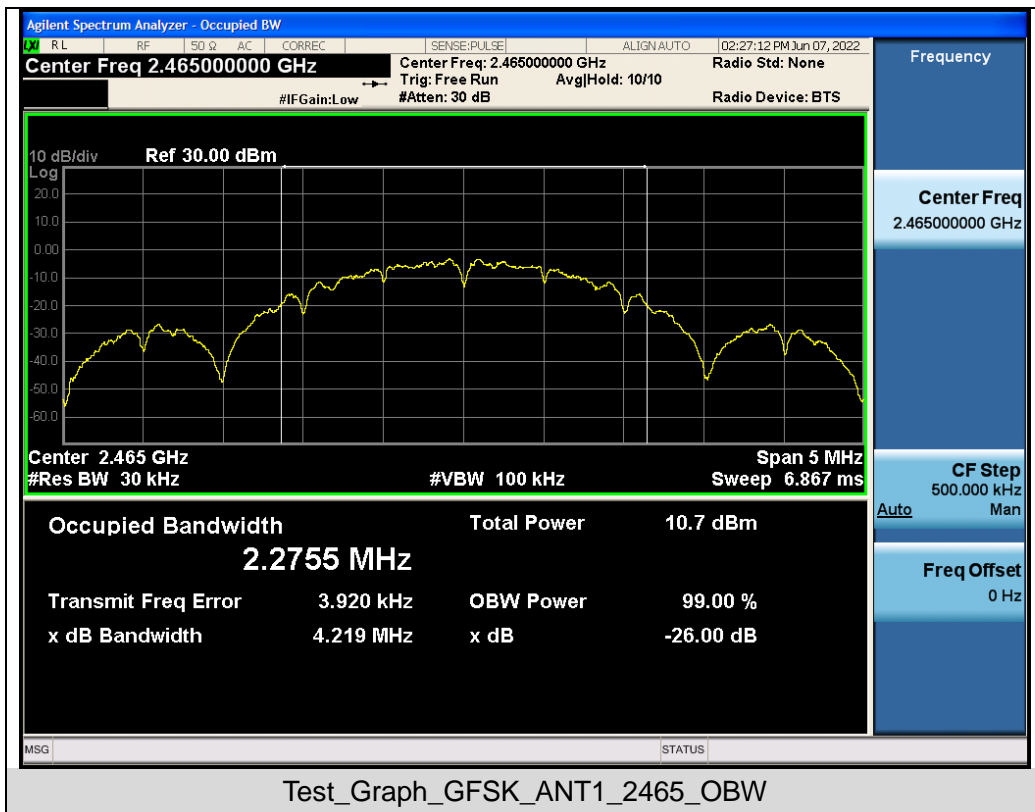 Agilent Spectrum Analyzer - Occupied BW
LXI RL RF 50 Ω AC CORREC SENSE:PULSE ALIGN AUTO 02:27:12 PM Jun 07, 2022
Center Freq 2.465000000 GHz
Center Freq: 2.465000000 GHz
Radio Std: None
Trig: Free Run Avg|Hold: 10/10
#IFGain:Low
#Atten: 30 dB
Radio Device: BTS
Frequency
10 dB/div Ref 30.00 dBm
Log
20.0
10.0
0.00
-10.0
-20.0
-30.0
-40.0
-50.0
-60.0
Center Freq
2.465000000 GHz
Center 2.465 GHz Span 5 MHz
#Res BW 30 kHz #VBW 100 kHz Sweep 6.867 ms
CF Step
500.000 kHz
Auto Man
Freq Offset
0 Hz
Occupied Bandwidth Total Power 10.7 dBm
2.2755 MHz
Transmit Freq Error 3.920 kHz OBW Power 99.00 %
x dB Bandwidth 4.219 MHz x dB -26.00 dB
MSG STATUS
Test_Graph_GFSK_ANT1_2465_OBW